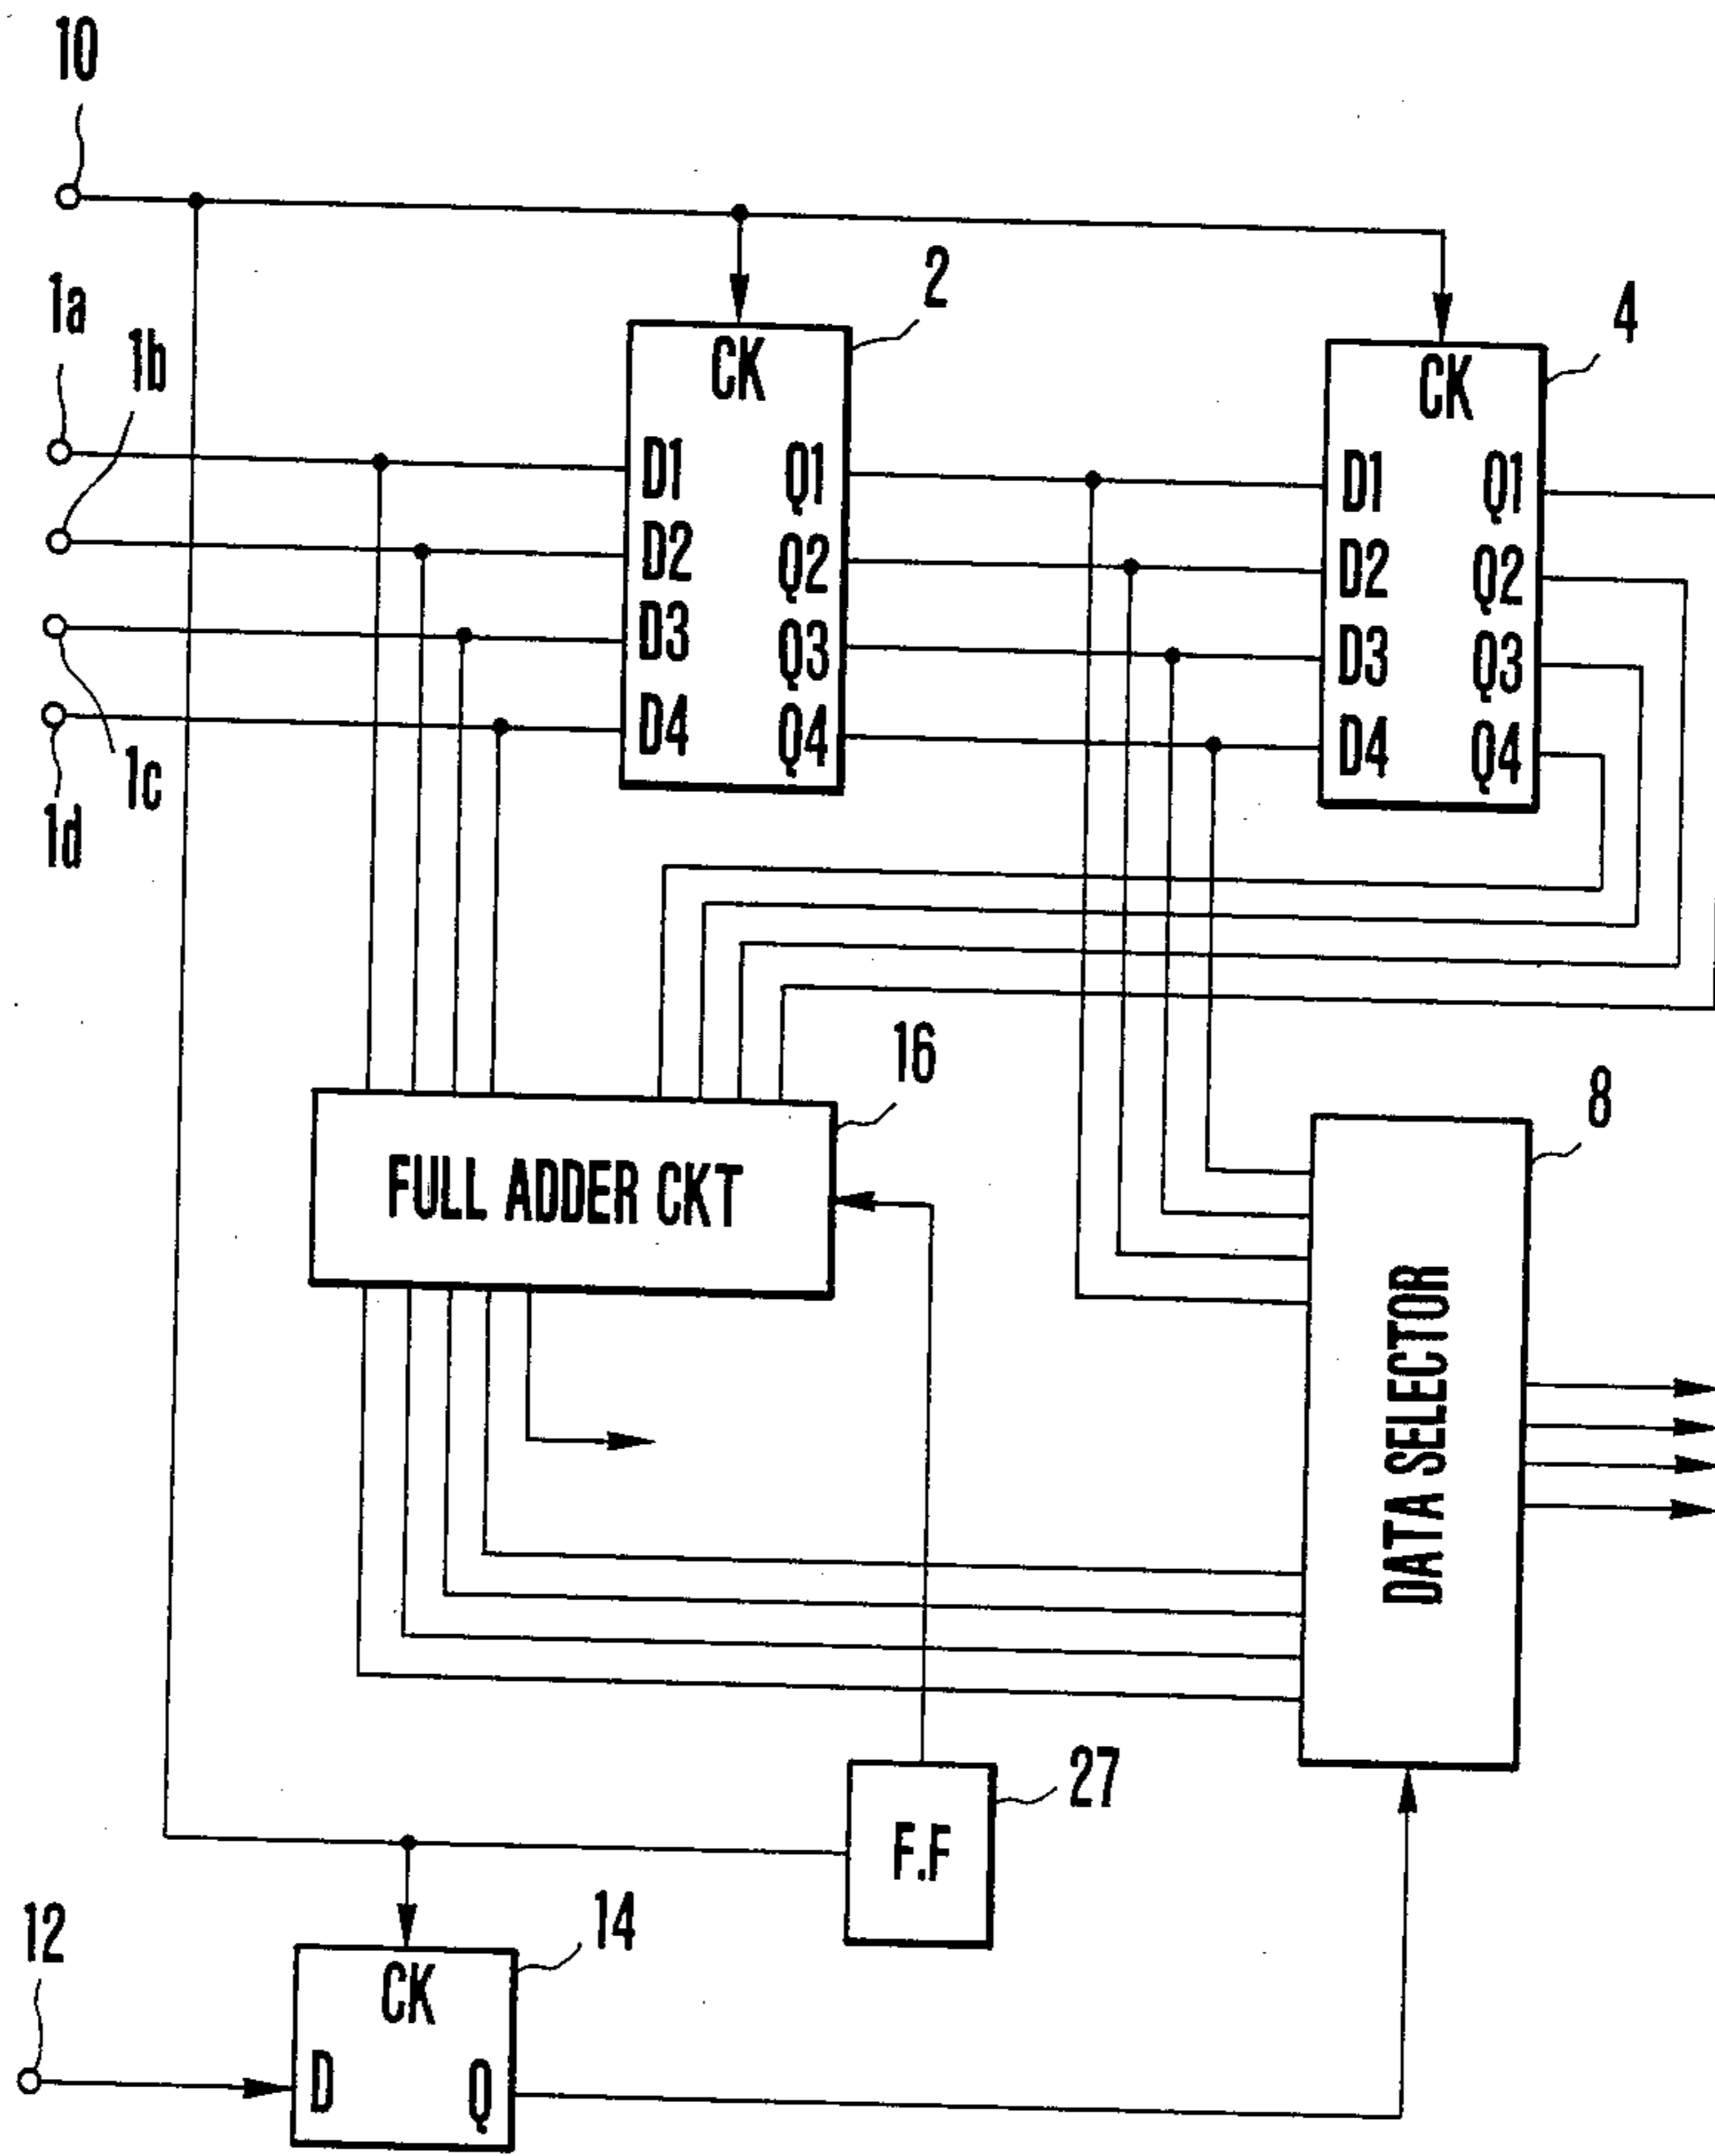 10
1a
1b
1c
1d
2
CK
D1 Q1
D2 Q2
D3 Q3
D4 Q4
4
CK
D1 Q1
D2 Q2
D3 Q3
D4 Q4
16
FULL ADDER CKT
8
DATA SELECTOR
27
F.F
12
14
CK
D Q